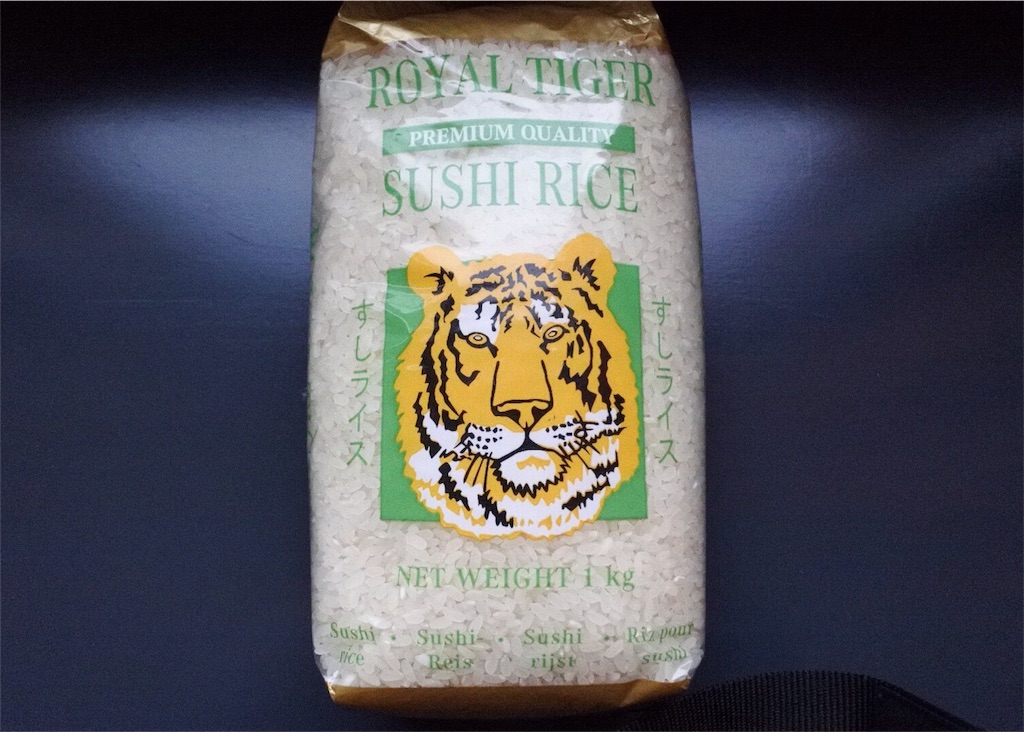 ROYAL TIGER
PREMIUM QUALITY
SUSHI RICE
すしライス
すしライス
NET WEIGHT 1 kg
Sushi · Sushi- · Sushi · Riz pour
rice Reis rijst sushi